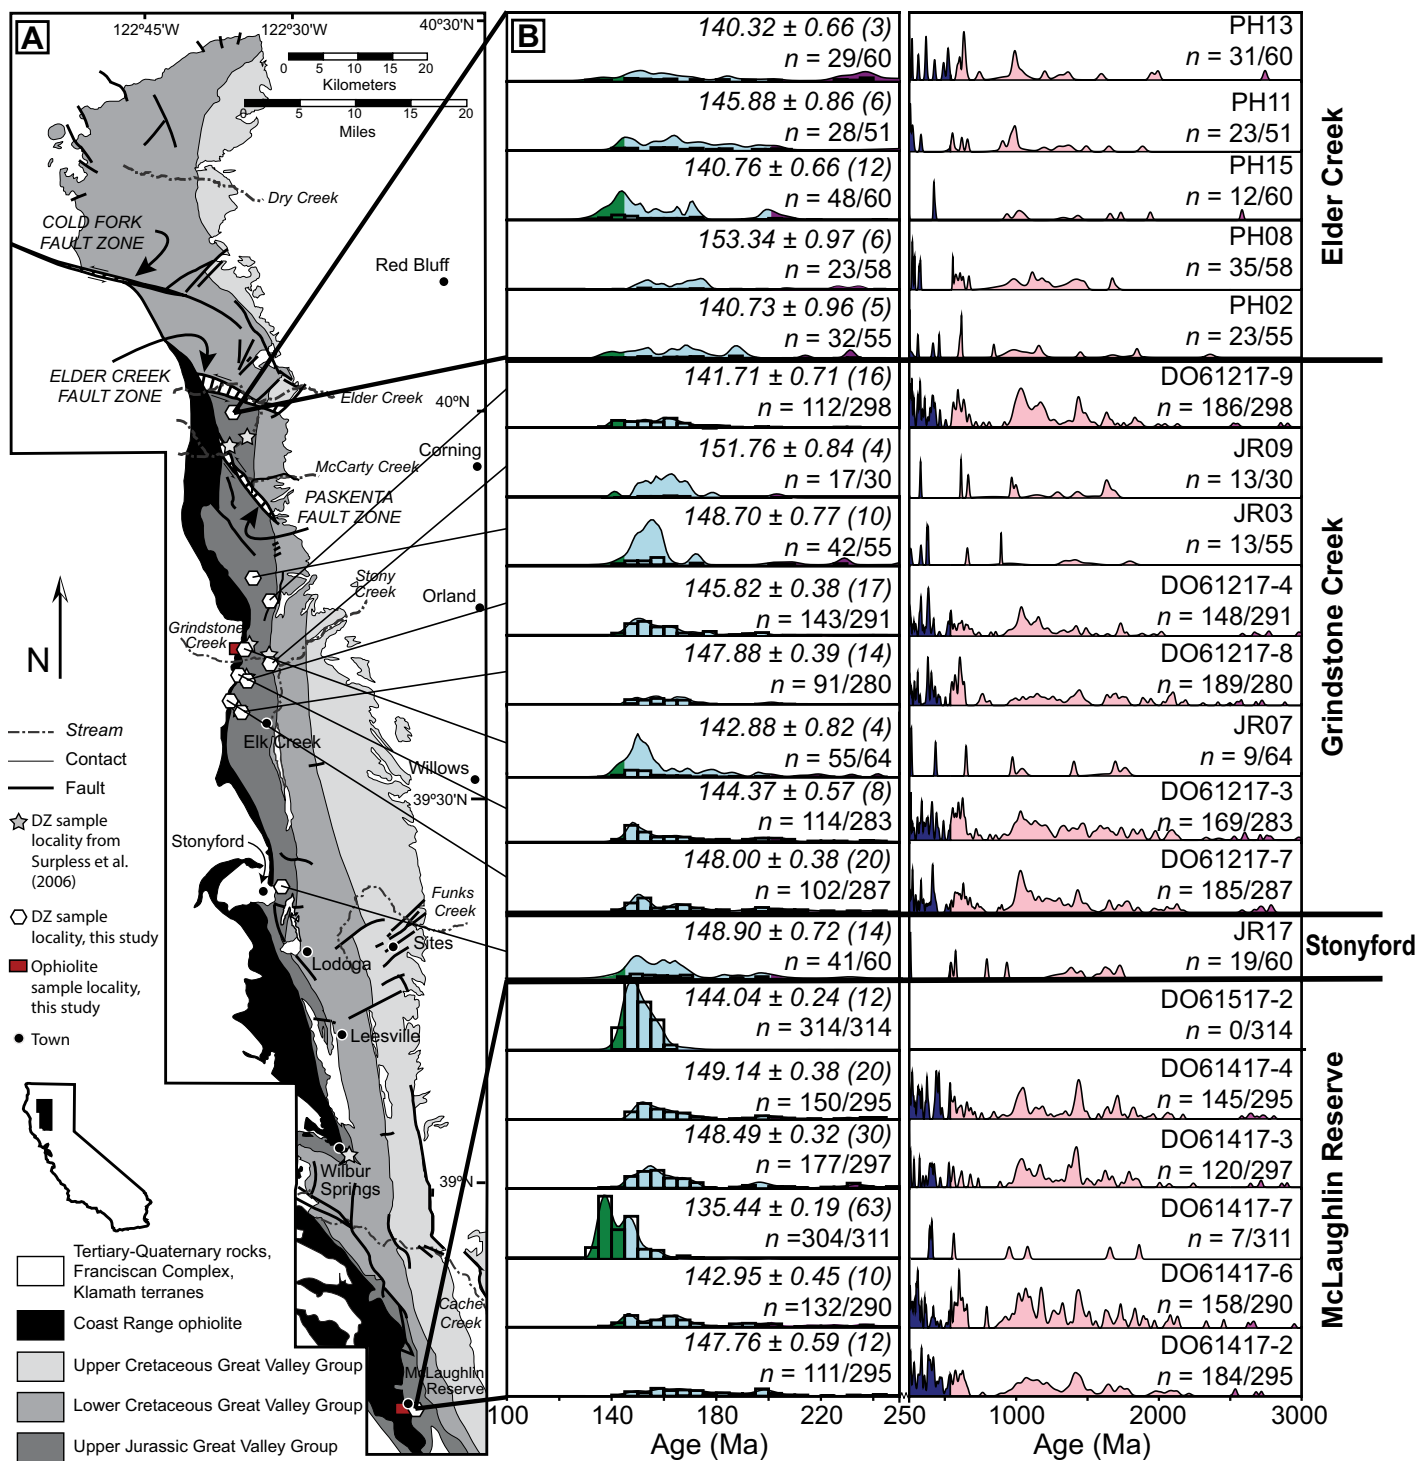 A
122º45'W
122º30'W
40º30'N
0 5 10 15 20
Kilometers
0 5 10 15 20
Miles
Dry Creek
COLD FORK
FAULT ZONE
Red Bluff
ELDER CREEK
FAULT ZONE
Elder Creek
40ºN
McCarty Creek
Corning
PASKENTA
FAULT ZONE
Stony
Creek
Orland
Grindstone
Creek
N
Elk Creek
Willows
39º30'N
Stonyford
Funks
Creek
Sites
Lodoga
Leesville
Wilbur
Springs
39ºN
Cache
Creek
McLaughlin
Reserve
Stream
Contact
Fault
DZ sample
locality from
Surpless et al.
(2006)
DZ sample
locality, this study
Ophiolite
sample locality,
this study
Town
Tertiary-Quaternary rocks,
Franciscan Complex,
Klamath terranes
Coast Range ophiolite
Upper Cretaceous Great Valley Group
Lower Cretaceous Great Valley Group
Upper Jurassic Great Valley Group
B
140.32 ± 0.66 (3)
n = 29/60
PH13
n = 31/60
145.88 ± 0.86 (6)
n = 28/51
PH11
n = 23/51
140.76 ± 0.66 (12)
n = 48/60
PH15
n = 12/60
153.34 ± 0.97 (6)
n = 23/58
PH08
n = 35/58
140.73 ± 0.96 (5)
n = 32/55
PH02
n = 23/55
Elder Creek
141.71 ± 0.71 (16)
n = 112/298
DO61217-9
n = 186/298
151.76 ± 0.84 (4)
n = 17/30
JR09
n = 13/30
148.70 ± 0.77 (10)
n = 42/55
JR03
n = 13/55
145.82 ± 0.38 (17)
n = 143/291
DO61217-4
n = 148/291
147.88 ± 0.39 (14)
n = 91/280
DO61217-8
n = 189/280
142.88 ± 0.82 (4)
n = 55/64
JR07
n = 9/64
144.37 ± 0.57 (8)
n = 114/283
DO61217-3
n = 169/283
148.00 ± 0.38 (20)
n = 102/287
DO61217-7
n = 185/287
Grindstone Creek
148.90 ± 0.72 (14)
n = 41/60
JR17
n = 19/60
Stonyford
144.04 ± 0.24 (12)
n = 314/314
DO61517-2
n = 0/314
149.14 ± 0.38 (20)
n = 150/295
DO61417-4
n = 145/295
148.49 ± 0.32 (30)
n = 177/297
DO61417-3
n = 120/297
135.44 ± 0.19 (63)
n =304/311
DO61417-7
n = 7/311
142.95 ± 0.45 (10)
n =132/290
DO61417-6
n = 158/290
147.76 ± 0.59 (12)
n = 111/295
DO61417-2
n = 184/295
McLaughlin Reserve
100 140 180 220 250 1000 2000 3000
Age (Ma)
Age (Ma)